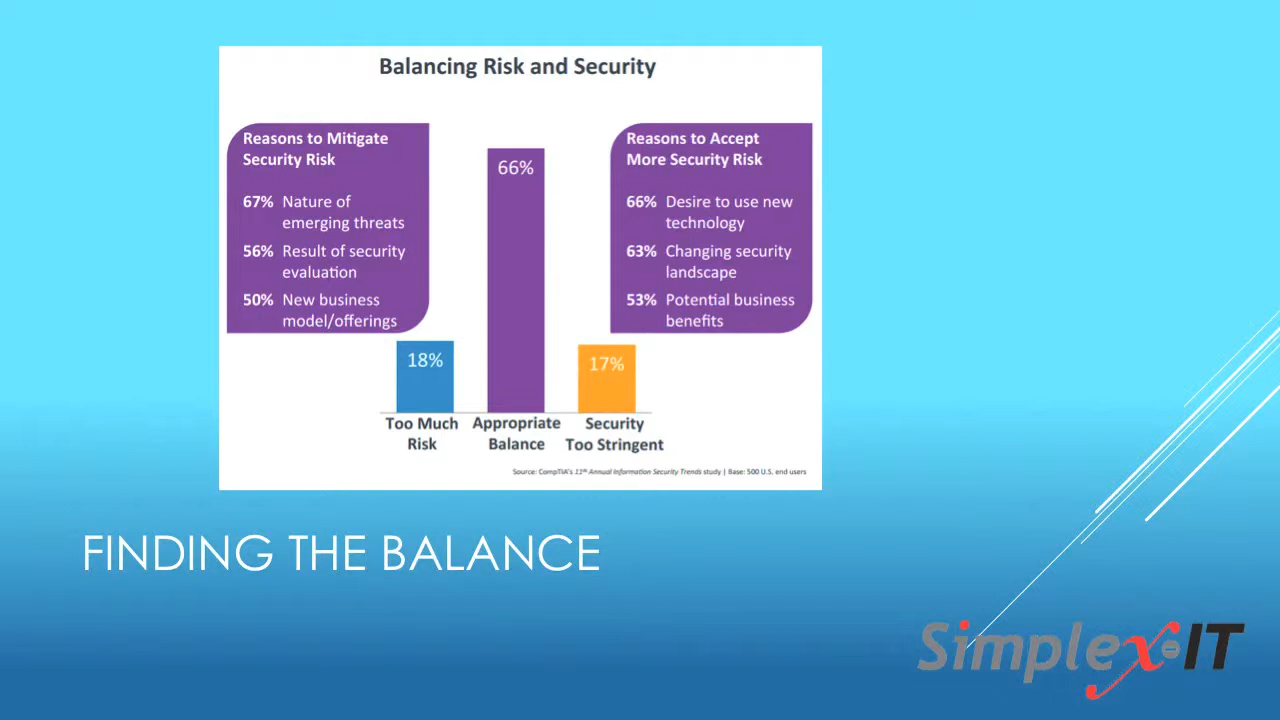 Balancing Risk and Security
Reasons to Mitigate
Security Risk
67% Nature of
emerging threats
56% Result of security
evaluation
50% New business
model/offerings
66%
Reasons to Accept
More Security Risk
66% Desire to use new
technology
63% Changing security
landscape
53% Potential business
benefits
18%
17%
Too Much
Risk
Appropriate
Balance
Security
Too Stringent
Source: CompTIA's 11th Annual Information Security Trends study | Base: 500 U.S. end users
FINDING THE BALANCE
Simplex-IT